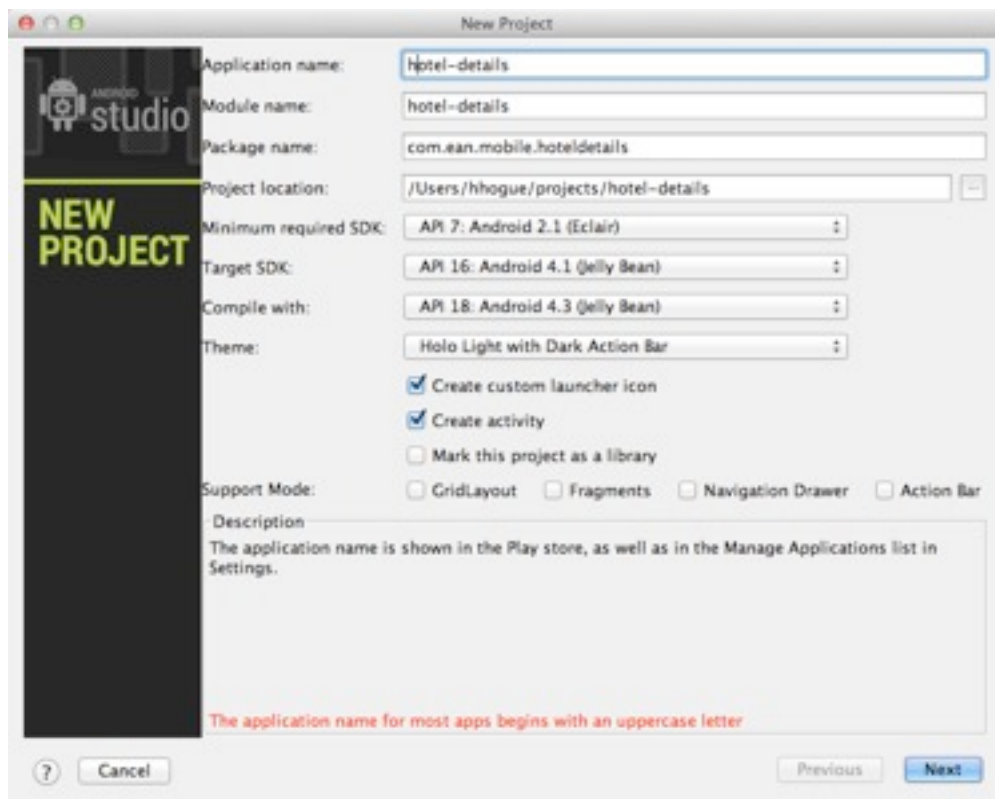 New Project
ANDROID
studio
NEW
PROJECT
Application name: hotel-details
Module name: hotel-details
Package name: com.ean.mobile.hoteldetails
Project location: /Users/hhogue/projects/hotel-details ...
Minimum required SDK: API 7: Android 2.1 (Eclair)
Target SDK: API 16: Android 4.1 (Jelly Bean)
Compile with: API 18: Android 4.3 (Jelly Bean)
Theme: Holo Light with Dark Action Bar
Create custom launcher icon
Create activity
Mark this project as a library
Support Mode: GridLayout Fragments Navigation Drawer Action Bar
Description
The application name is shown in the Play store, as well as in the Manage Applications list in
Settings.
The application name for most apps begins with an uppercase letter
? Cancel Previous Next